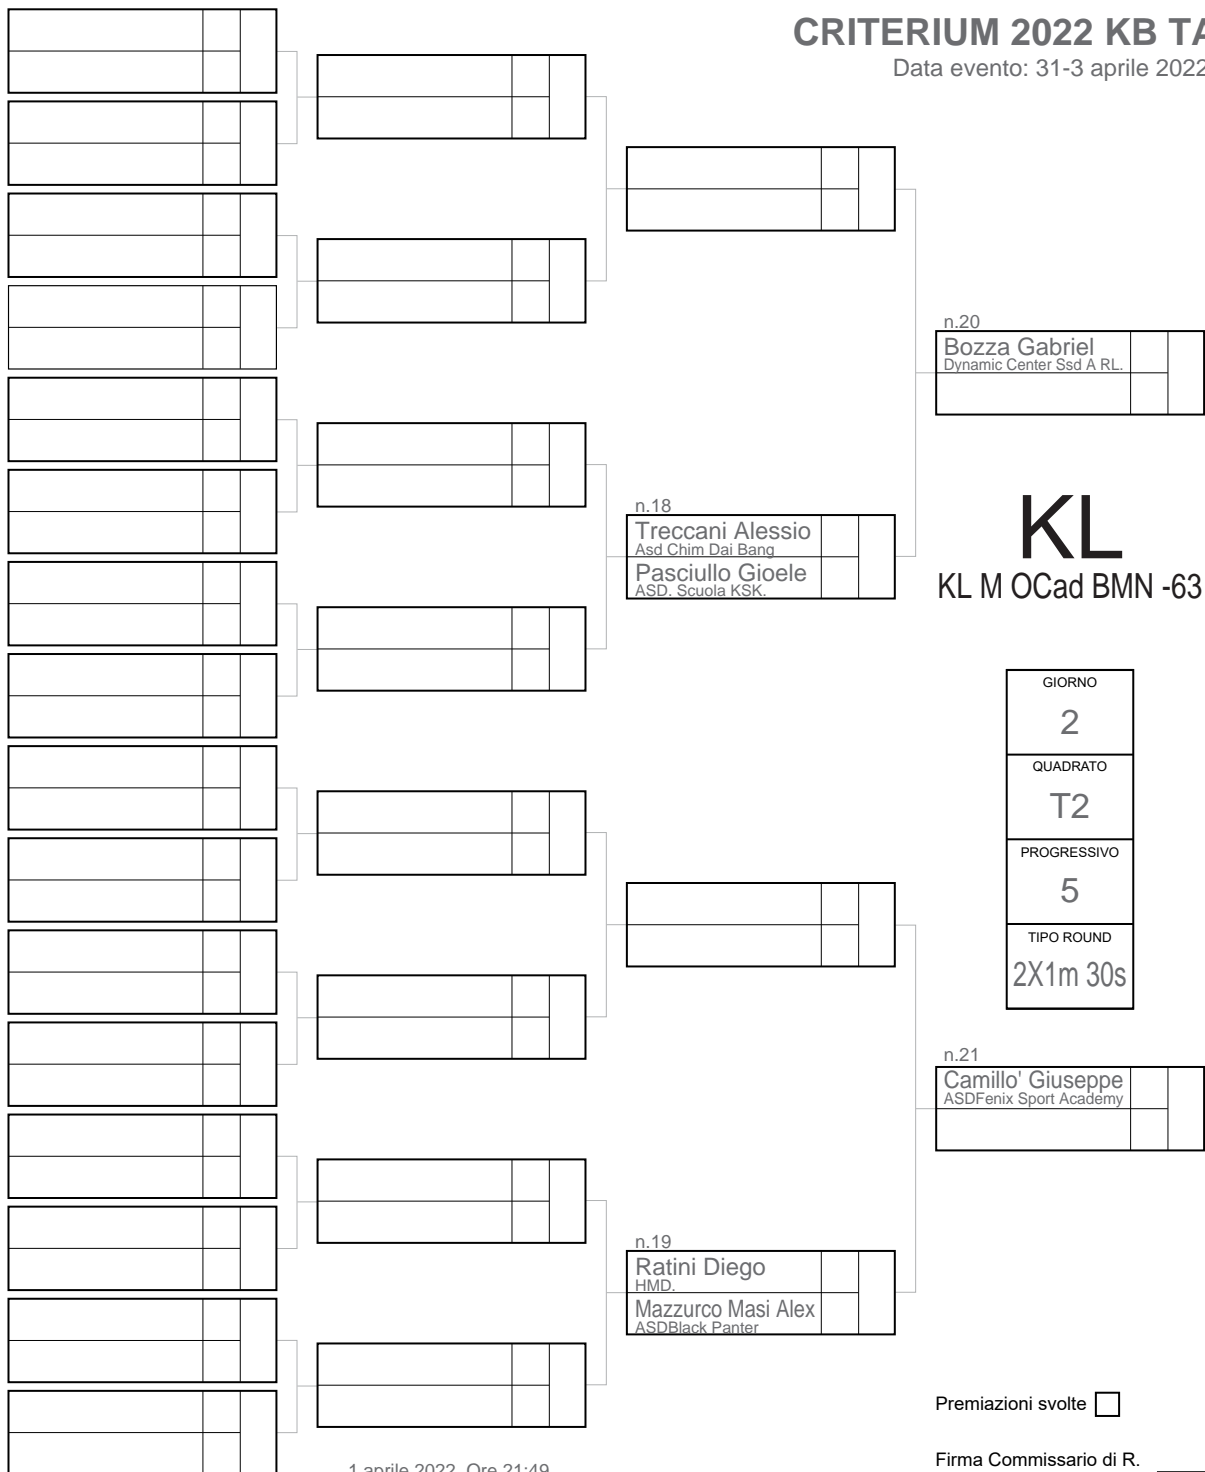 CRITERIUM 2022 KB TA
Data evento: 31-3 aprile 2022
n.20
Bozza Gabriel
Dynamic Center Ssd A RL.
n.18
Treccani Alessio
Asd Chim Dai Bang
Pasciullo Gioele
ASD. Scuola KSK.
KL
KL M OCad BMN -63
GIORNO
2
QUADRATO
T2
PROGRESSIVO
5
TIPO ROUND
2X1m 30s
n.21
Camillo' Giuseppe
ASDFenix Sport Academy
n.19
Ratini Diego
HMD.
Mazzurco Masi Alex
ASDBlack Panter
Premiazioni svolte
Firma Commissario di R.
1 aprile 2022 Ore 21:49